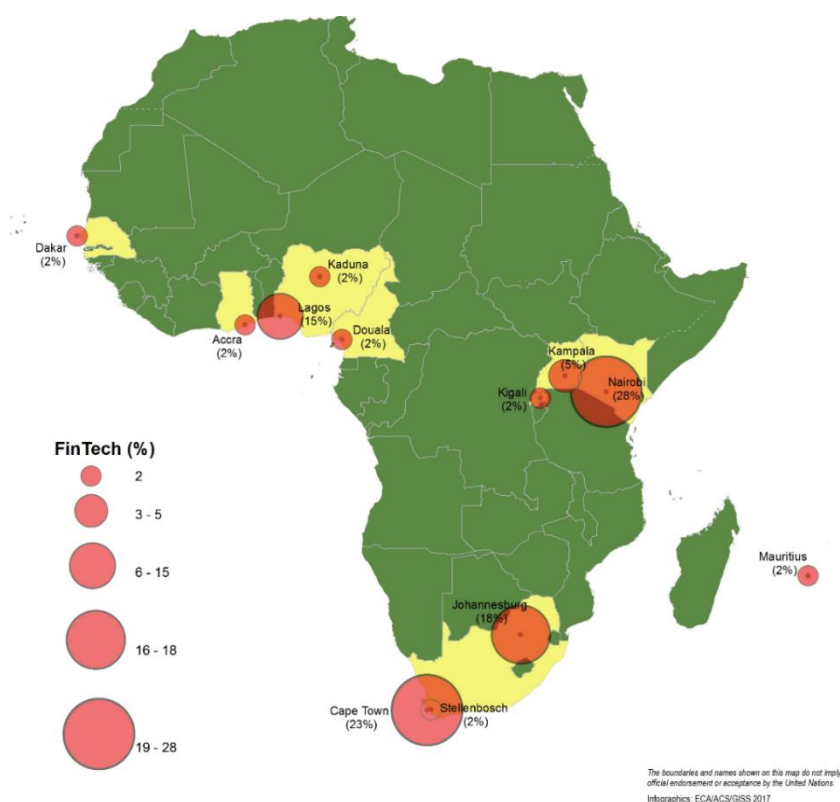 Dakar
(2%)
Kaduna
(2%)
Lagos
(15%)
Accra
(2%)
Douala
(2%)
Kampala
(5%)
Kigali
(2%)
Nairobi
(28%)
FinTech (%)
2
3 - 5
6 - 15
16 - 18
19 - 28
Mauritius
(2%)
Johannesburg
(18%)
Cape Town
(23%)
Stellenbosch
(2%)
The boundaries and names shown on this map do not imply
official endorsement or acceptance by the United Nations.
Infographics: ECA/ACS/GISS 2017